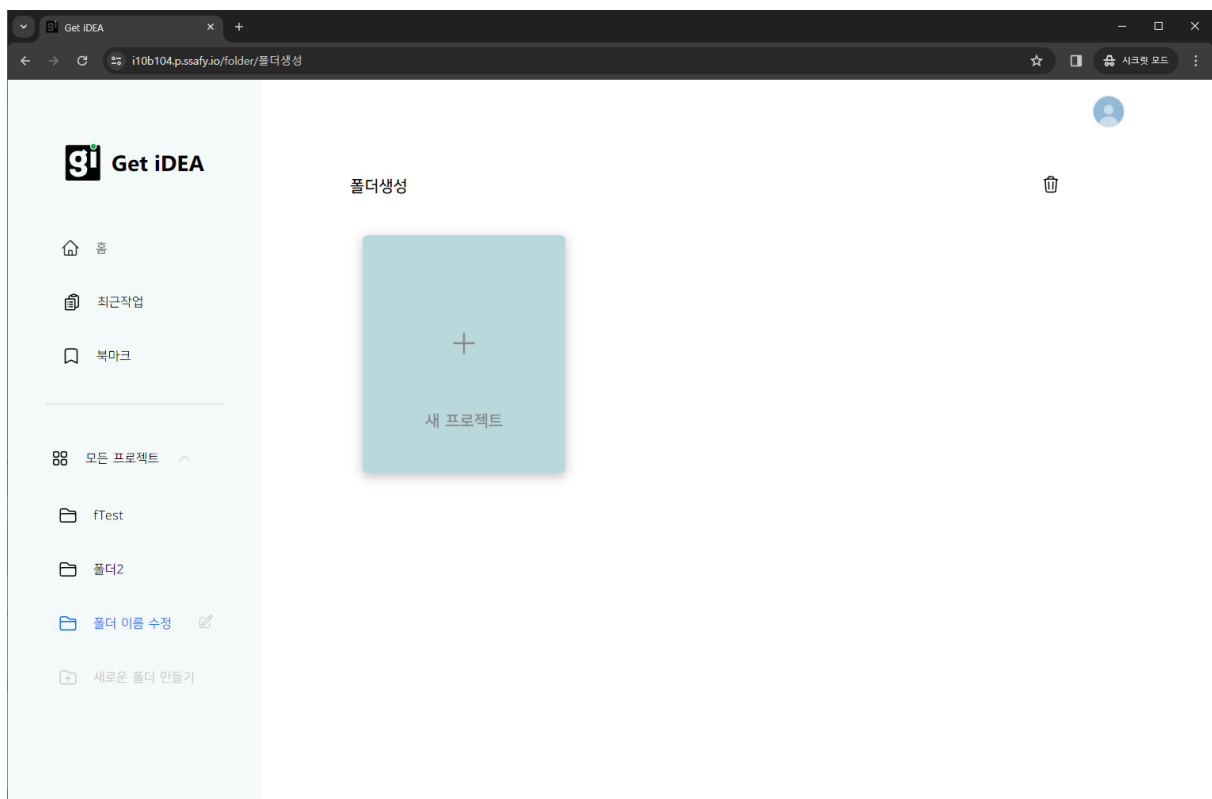 Get iDEA
i10b104.p.ssafy.io/folder/폴더생성
시크릿 모드
gi Get iDEA
폴더생성
홈
최근작업
북마크
새 프로젝트
모든 프로젝트
fTest
폴더2
폴더 이름 수정
새로운 폴더 만들기